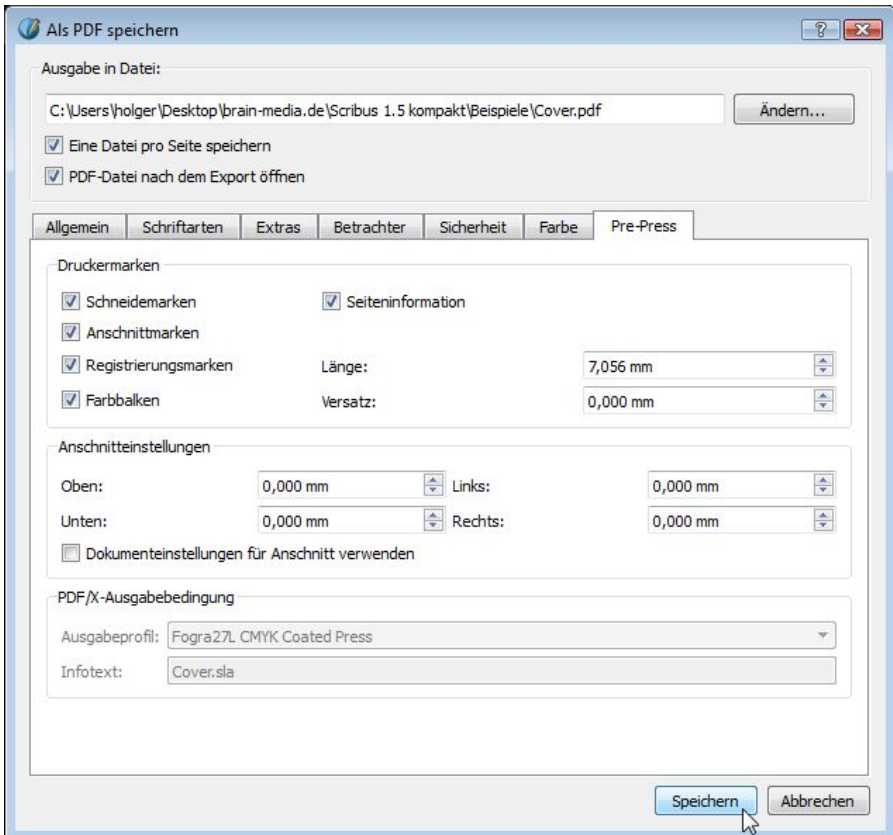 Als PDF speichern
Ausgabe in Datei:
C:\Users\holger\Desktop\brain-media.de\Scribus 1.5 kompakt\Beispiele\Cover.pdf
Ändern...
Eine Datei pro Seite speichern
PDF-Datei nach dem Export öffnen
Allgemein Schriftarten Extras Betrachter Sicherheit Farbe Pre-Press
Druckermarken
Schneidemarken Seiteninformation
Anschnittmarken
Registrierungsmarken Länge: 7,056 mm
Farbbalken Versatz: 0,000 mm
Anschnitteinstellungen
Oben: 0,000 mm Links: 0,000 mm
Unten: 0,000 mm Rechts: 0,000 mm
Dokumenteinstellungen für Anschnitt verwenden
PDF/X-Ausgabebedingung
Ausgabeprofil: Fogra27L CMYK Coated Press
Infotext: Cover.sla
Speichern Abbrechen